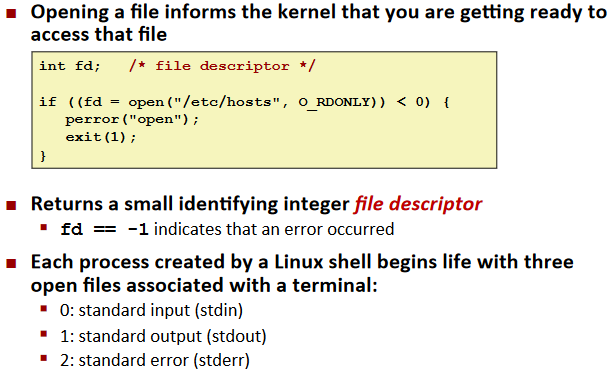 ■ Opening a file informs the kernel that you are getting ready to
access that file
int fd;   /* file descriptor */
if ((fd = open("/etc/hosts", O_RDONLY)) < 0) {
   perror("open");
   exit(1);
}
■ Returns a small identifying integer file descriptor
▪ fd == -1 indicates that an error occurred
■ Each process created by a Linux shell begins life with three
open files associated with a terminal:
▪ 0: standard input (stdin)
▪ 1: standard output (stdout)
▪ 2: standard error (stderr)